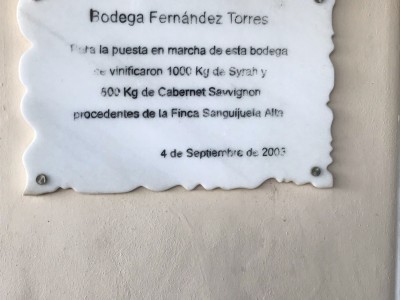 Bodega Fernández Torres
Para la puesta en marcha de esta bodega
se vinificaron 1000 Kg de Syrah y
500 Kg de Cabernet Sauvignon
procedentes de la Finca Sanguijuela Alta
4 de Septiembre de 2003